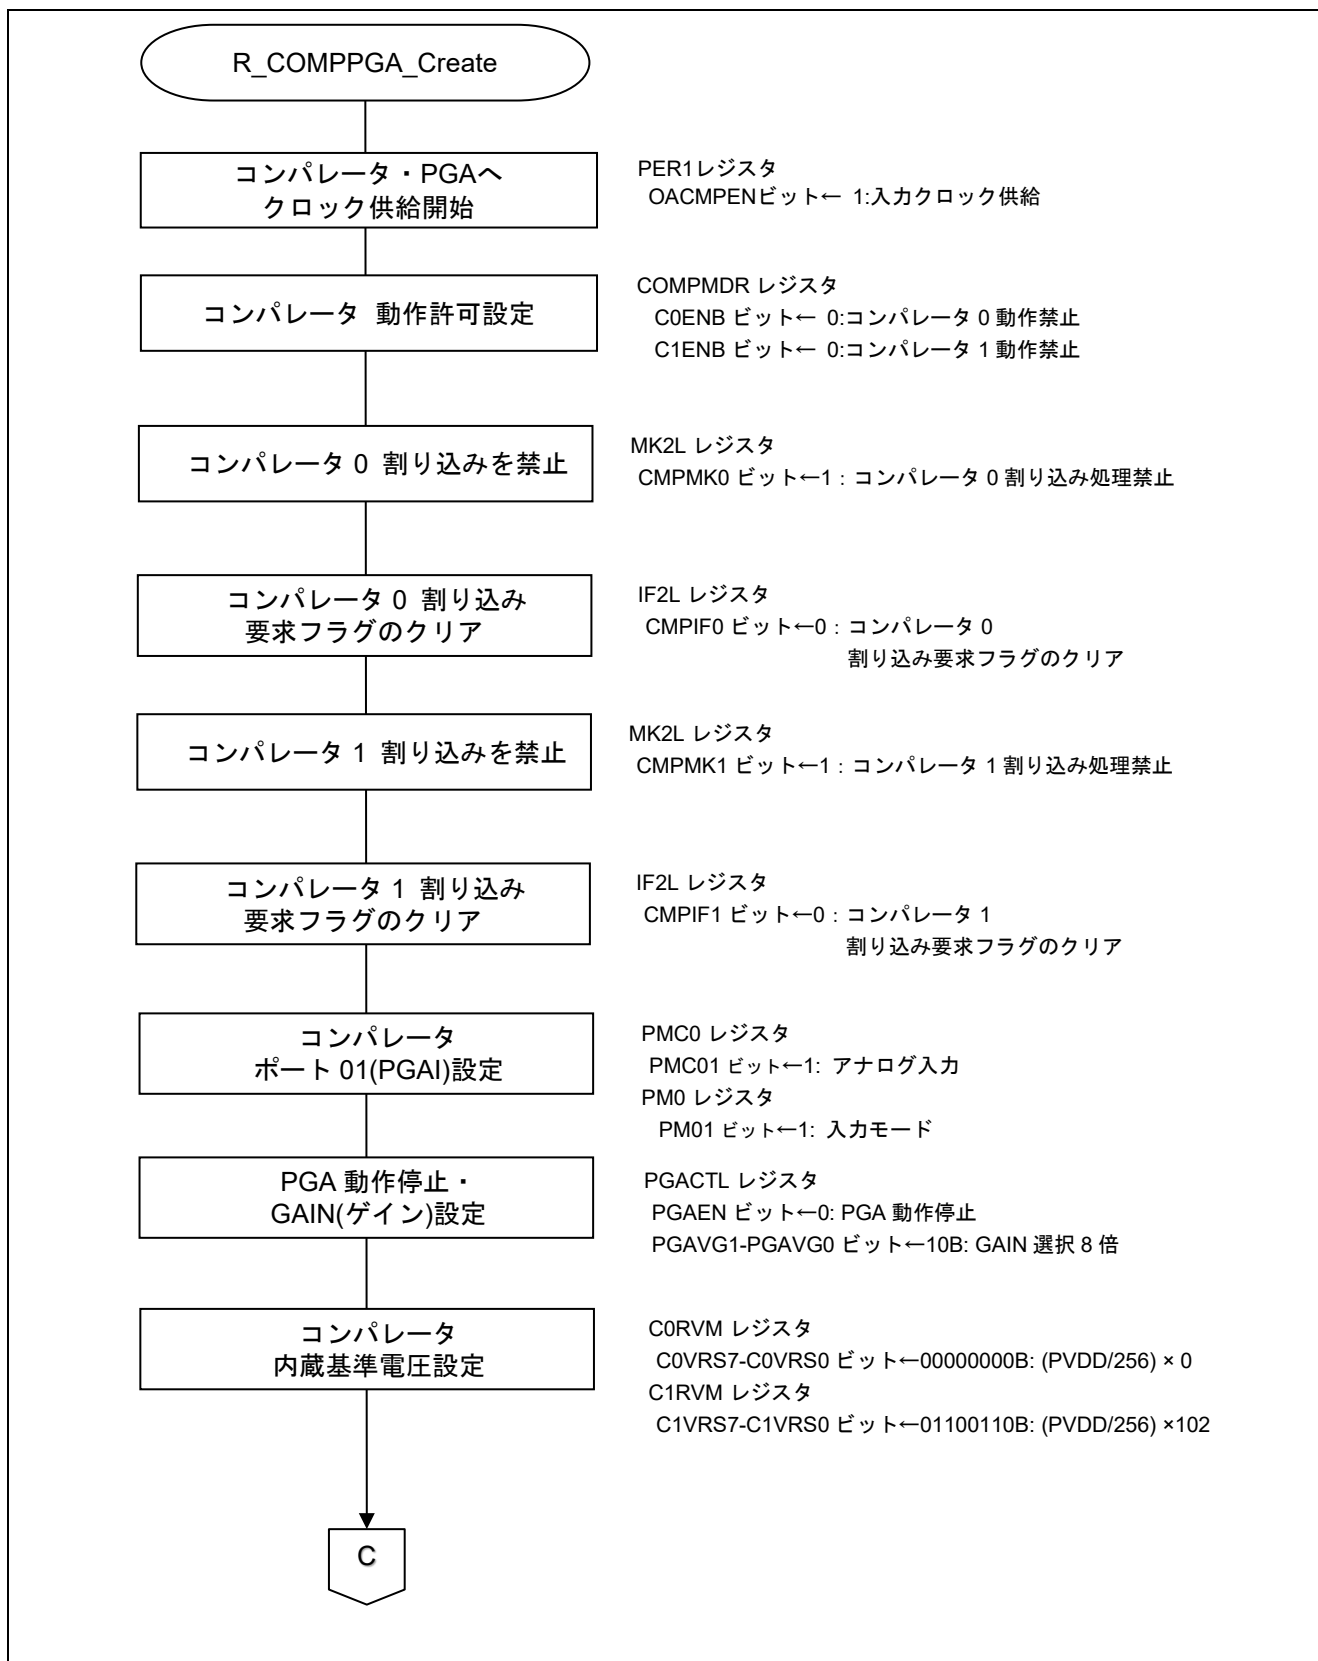 R_COMPPGA_Create
コンパレータ・PGAへ
クロック供給開始
PER1レジスタ
OACMPENビット← 1:入力クロック供給
コンパレータ 動作許可設定
COMPMDR レジスタ
C0ENB ビット← 0:コンパレータ 0 動作禁止
C1ENB ビット← 0:コンパレータ 1 動作禁止
コンパレータ 0 割り込みを禁止
MK2L レジスタ
CMPMK0 ビット←1：コンパレータ 0 割り込み処理禁止
コンパレータ 0 割り込み
要求フラグのクリア
IF2L レジスタ
CMPIF0 ビット←0：コンパレータ 0
割り込み要求フラグのクリア
コンパレータ 1 割り込みを禁止
MK2L レジスタ
CMPMK1 ビット←1：コンパレータ 1 割り込み処理禁止
コンパレータ 1 割り込み
要求フラグのクリア
IF2L レジスタ
CMPIF1 ビット←0：コンパレータ 1
割り込み要求フラグのクリア
コンパレータ
ポート 01(PGAI)設定
PMC0 レジスタ
PMC01 ビット←1: アナログ入力
PM0 レジスタ
PM01 ビット←1: 入力モード
PGA 動作停止・
GAIN(ゲイン)設定
PGACTL レジスタ
PGAEN ビット←0: PGA 動作停止
PGAVG1-PGAVG0 ビット←10B: GAIN 選択 8 倍
コンパレータ
内蔵基準電圧設定
C0RVM レジスタ
C0VRS7-C0VRS0 ビット←00000000B: (PVDD/256) × 0
C1RVM レジスタ
C1VRS7-C1VRS0 ビット←01100110B: (PVDD/256) ×102
C